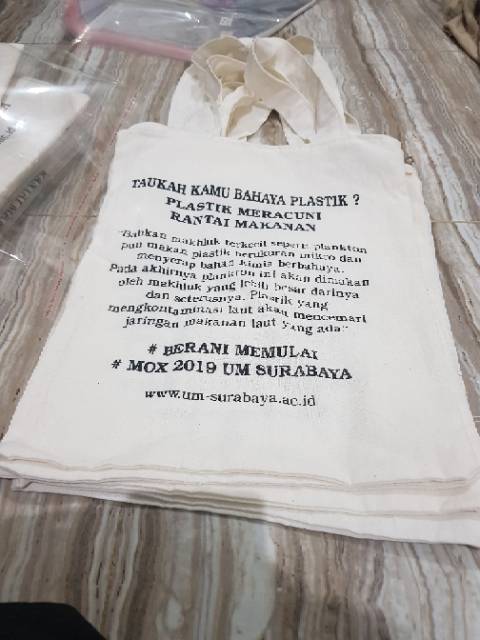 TAUKAH KAMU BAHAYA PLASTIK ?
PLASTIK MERACUNI
RANTAI MAKANAN
"Bahkan makhluk terkecil seperti plankton
pun makan plastik berukuran mikro dan
menyerap bahan kimia berbahaya.
Pada akhirnya plankton ini akan dimakan
oleh makhluk yang lebih besar darinya
dan seterusnya. Plastik yang
mengkontaminasi laut akan mencemari
jaringan makanan laut yang ada"
# BERANI MEMULAI
# MOX 2019 UM SURABAYA
www.um-surabaya.ac.id